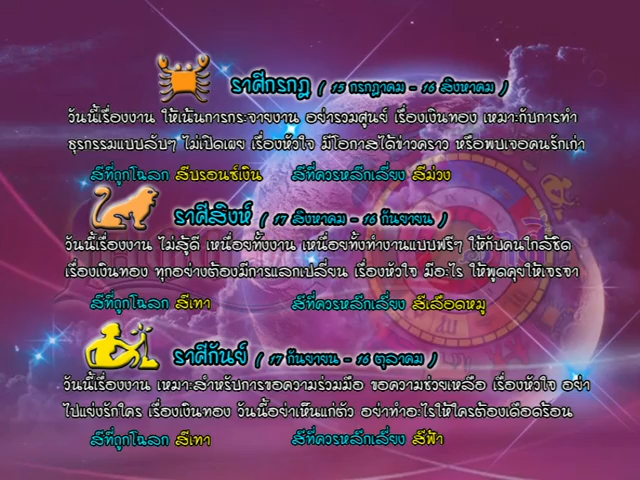 ราศีกรกฎ ( 15 กรกฎาคม - 16 สิงหาคม )
วันนี้เรื่องงาน ให้เน้นการกระจายงาน อย่ารวมศูนย์ เรื่องเงินทอง เหมาะกับการทำ
ธุรกรรมแบบลับๆ ไม่เปิดเผย เรื่องหัวใจ มีโอกาสได้ข่าวคราว หรือพบเจอคนรักเก่า
สีที่ถูกโฉลก สีบรอนซ์เงิน สีที่ควรหลีกเลี่ยง สีม่วง
ราศีสิงห์ ( 17 สิงหาคม - 16 กันยายน )
วันนี้เรื่องงาน ไม่สู้ดี เหนื่อยทั้งงาน เหนื่อยทั้งทำงานแบบฟรีๆ ให้กับคนใกล้ชิด
เรื่องเงินทอง ทุกอย่างต้องมีการแลกเปลี่ยน เรื่องหัวใจ มีอะไร ให้พูดคุยให้เจรจา
สีที่ถูกโฉลก สีเทา สีที่ควรหลีกเลี่ยง สีเลือดหมู
ราศีกันย์ ( 17 กันยายน - 16 ตุลาคม )
วันนี้เรื่องงาน เหมาะสำหรับการขอความร่วมมือ ขอความช่วยเหลือ เรื่องหัวใจ อย่า
ไปแย่งรักใคร เรื่องเงินทอง วันนี้อย่าเห็นแก่ตัว อย่าทำอะไรให้ใครต้องเดือดร้อน
สีที่ถูกโฉลก สีเทา สีที่ควรหลีกเลี่ยง สีฟ้า